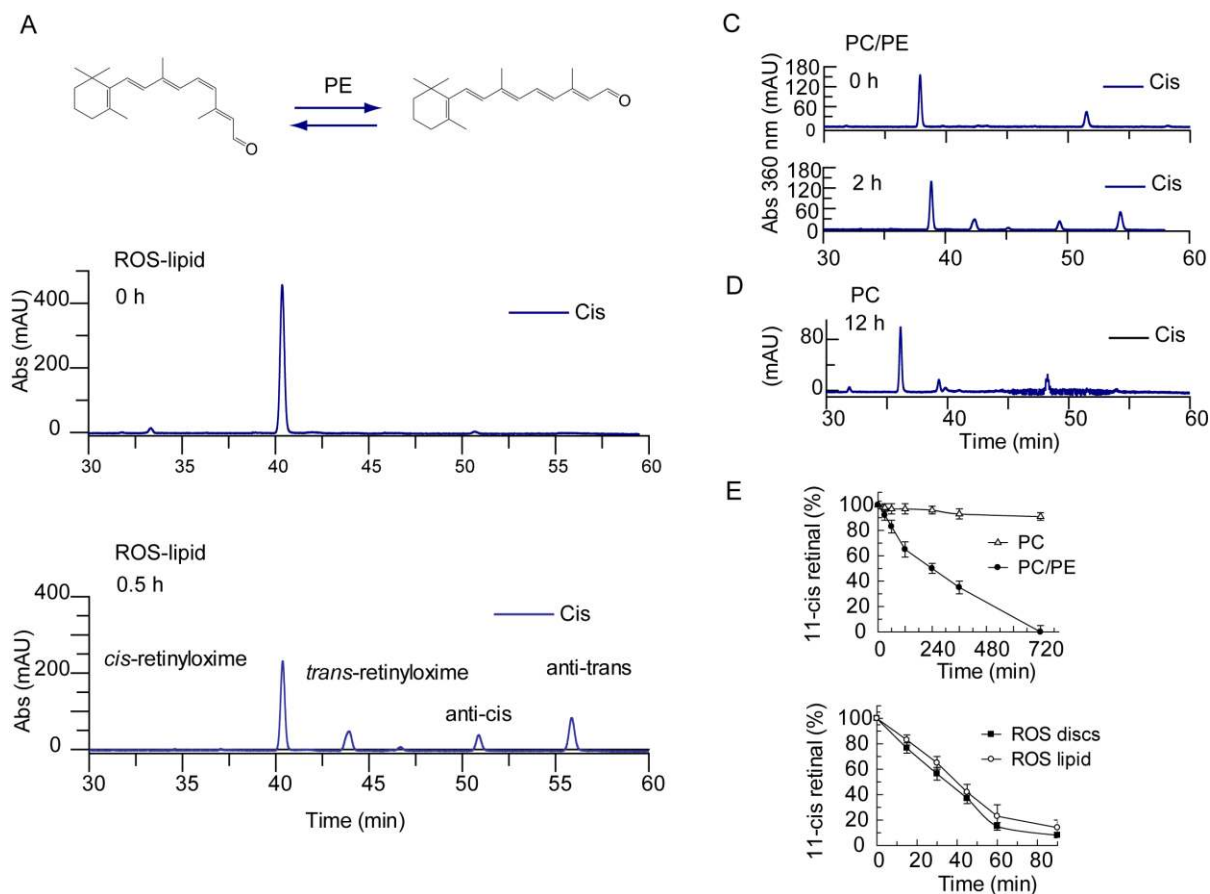 A
PE
O
O
ROS-lipid
0 h
Cis
Abs (mAU)
400
200
0
30 35 40 45 50 55 60
ROS-lipid
0.5 h
Cis
Abs (mAU)
400
200
0
cis-retinyloxime
trans-retinyloxime
anti-cis
anti-trans
30 35 40 45 50 55 60
Time (min)
C
PC/PE
0 h
Cis
Abs 360 nm (mAU)
180
120
60
0
30 40 50 60
2 h
Cis
180
120
60
0
30 40 50 60
D
PC
12 h
Cis
(mAU)
80
0
30 40 50 60
Time (min)
E
11-cis retinal (%)
100
80
60
40
20
0
PC
PC/PE
0 240 480 720
Time (min)
11-cis retinal (%)
100
80
60
40
20
0
ROS discs
ROS lipid
0 20 40 60 80
Time (min)